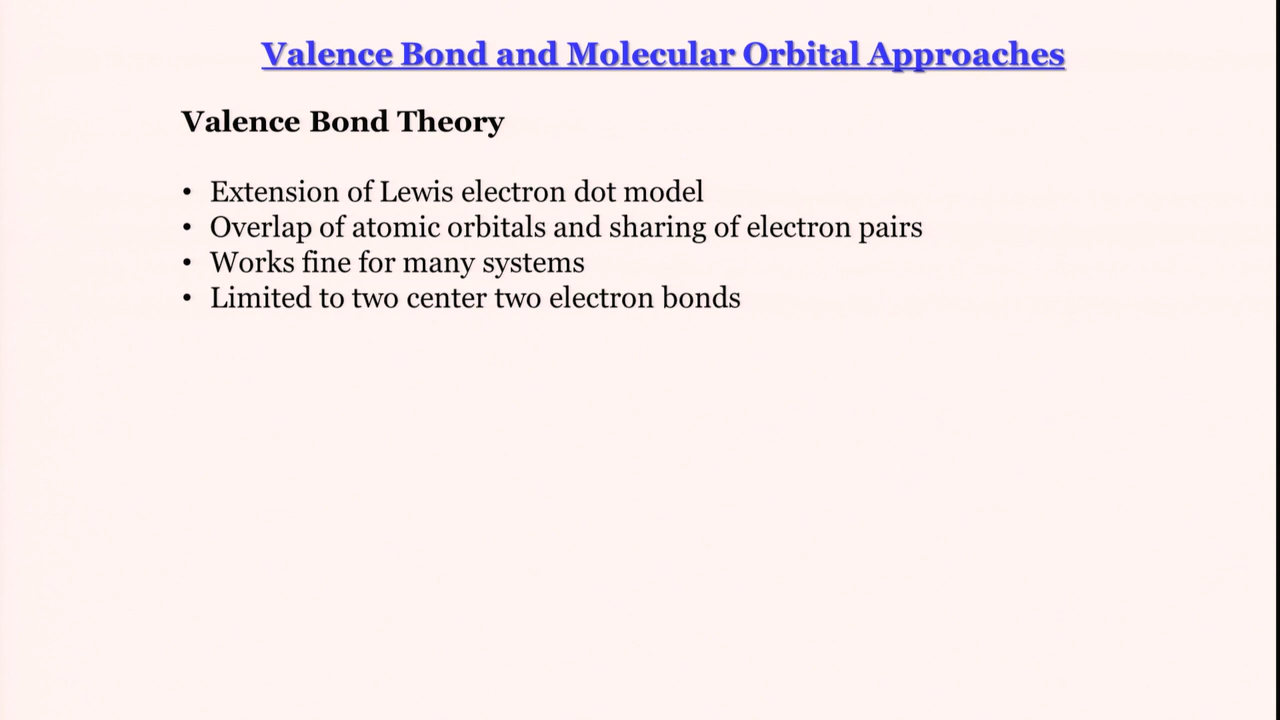 Valence Bond and Molecular Orbital Approaches
Valence Bond Theory
• Extension of Lewis electron dot model
• Overlap of atomic orbitals and sharing of electron pairs
• Works fine for many systems
• Limited to two center two electron bonds